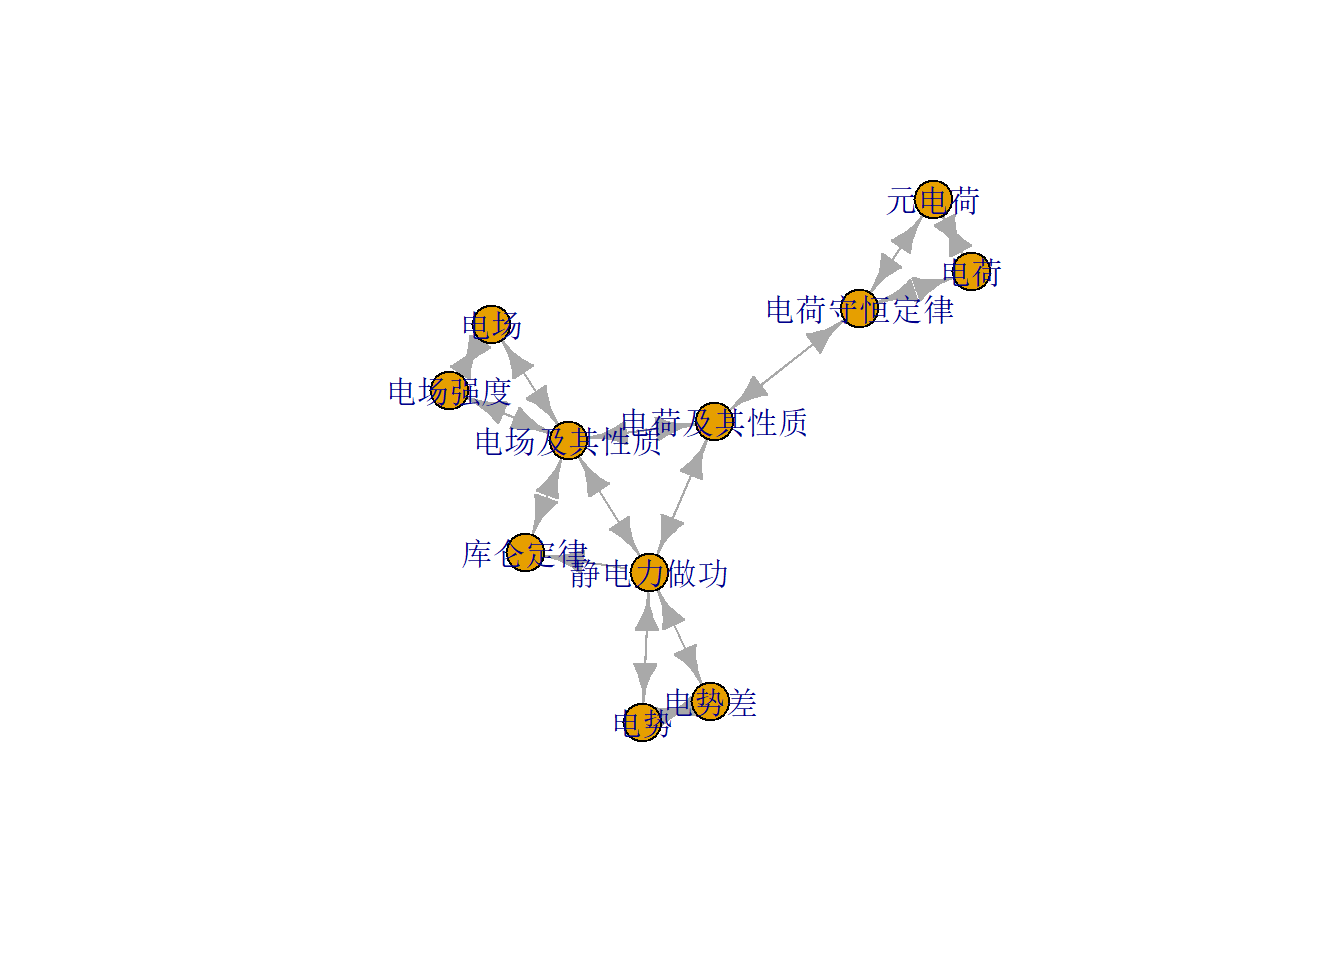 元电荷
电荷
电荷守恒定律
电场
电场强度
电荷及其性质
电场及其性质
库仑定律
静电力做功
电势差
电势